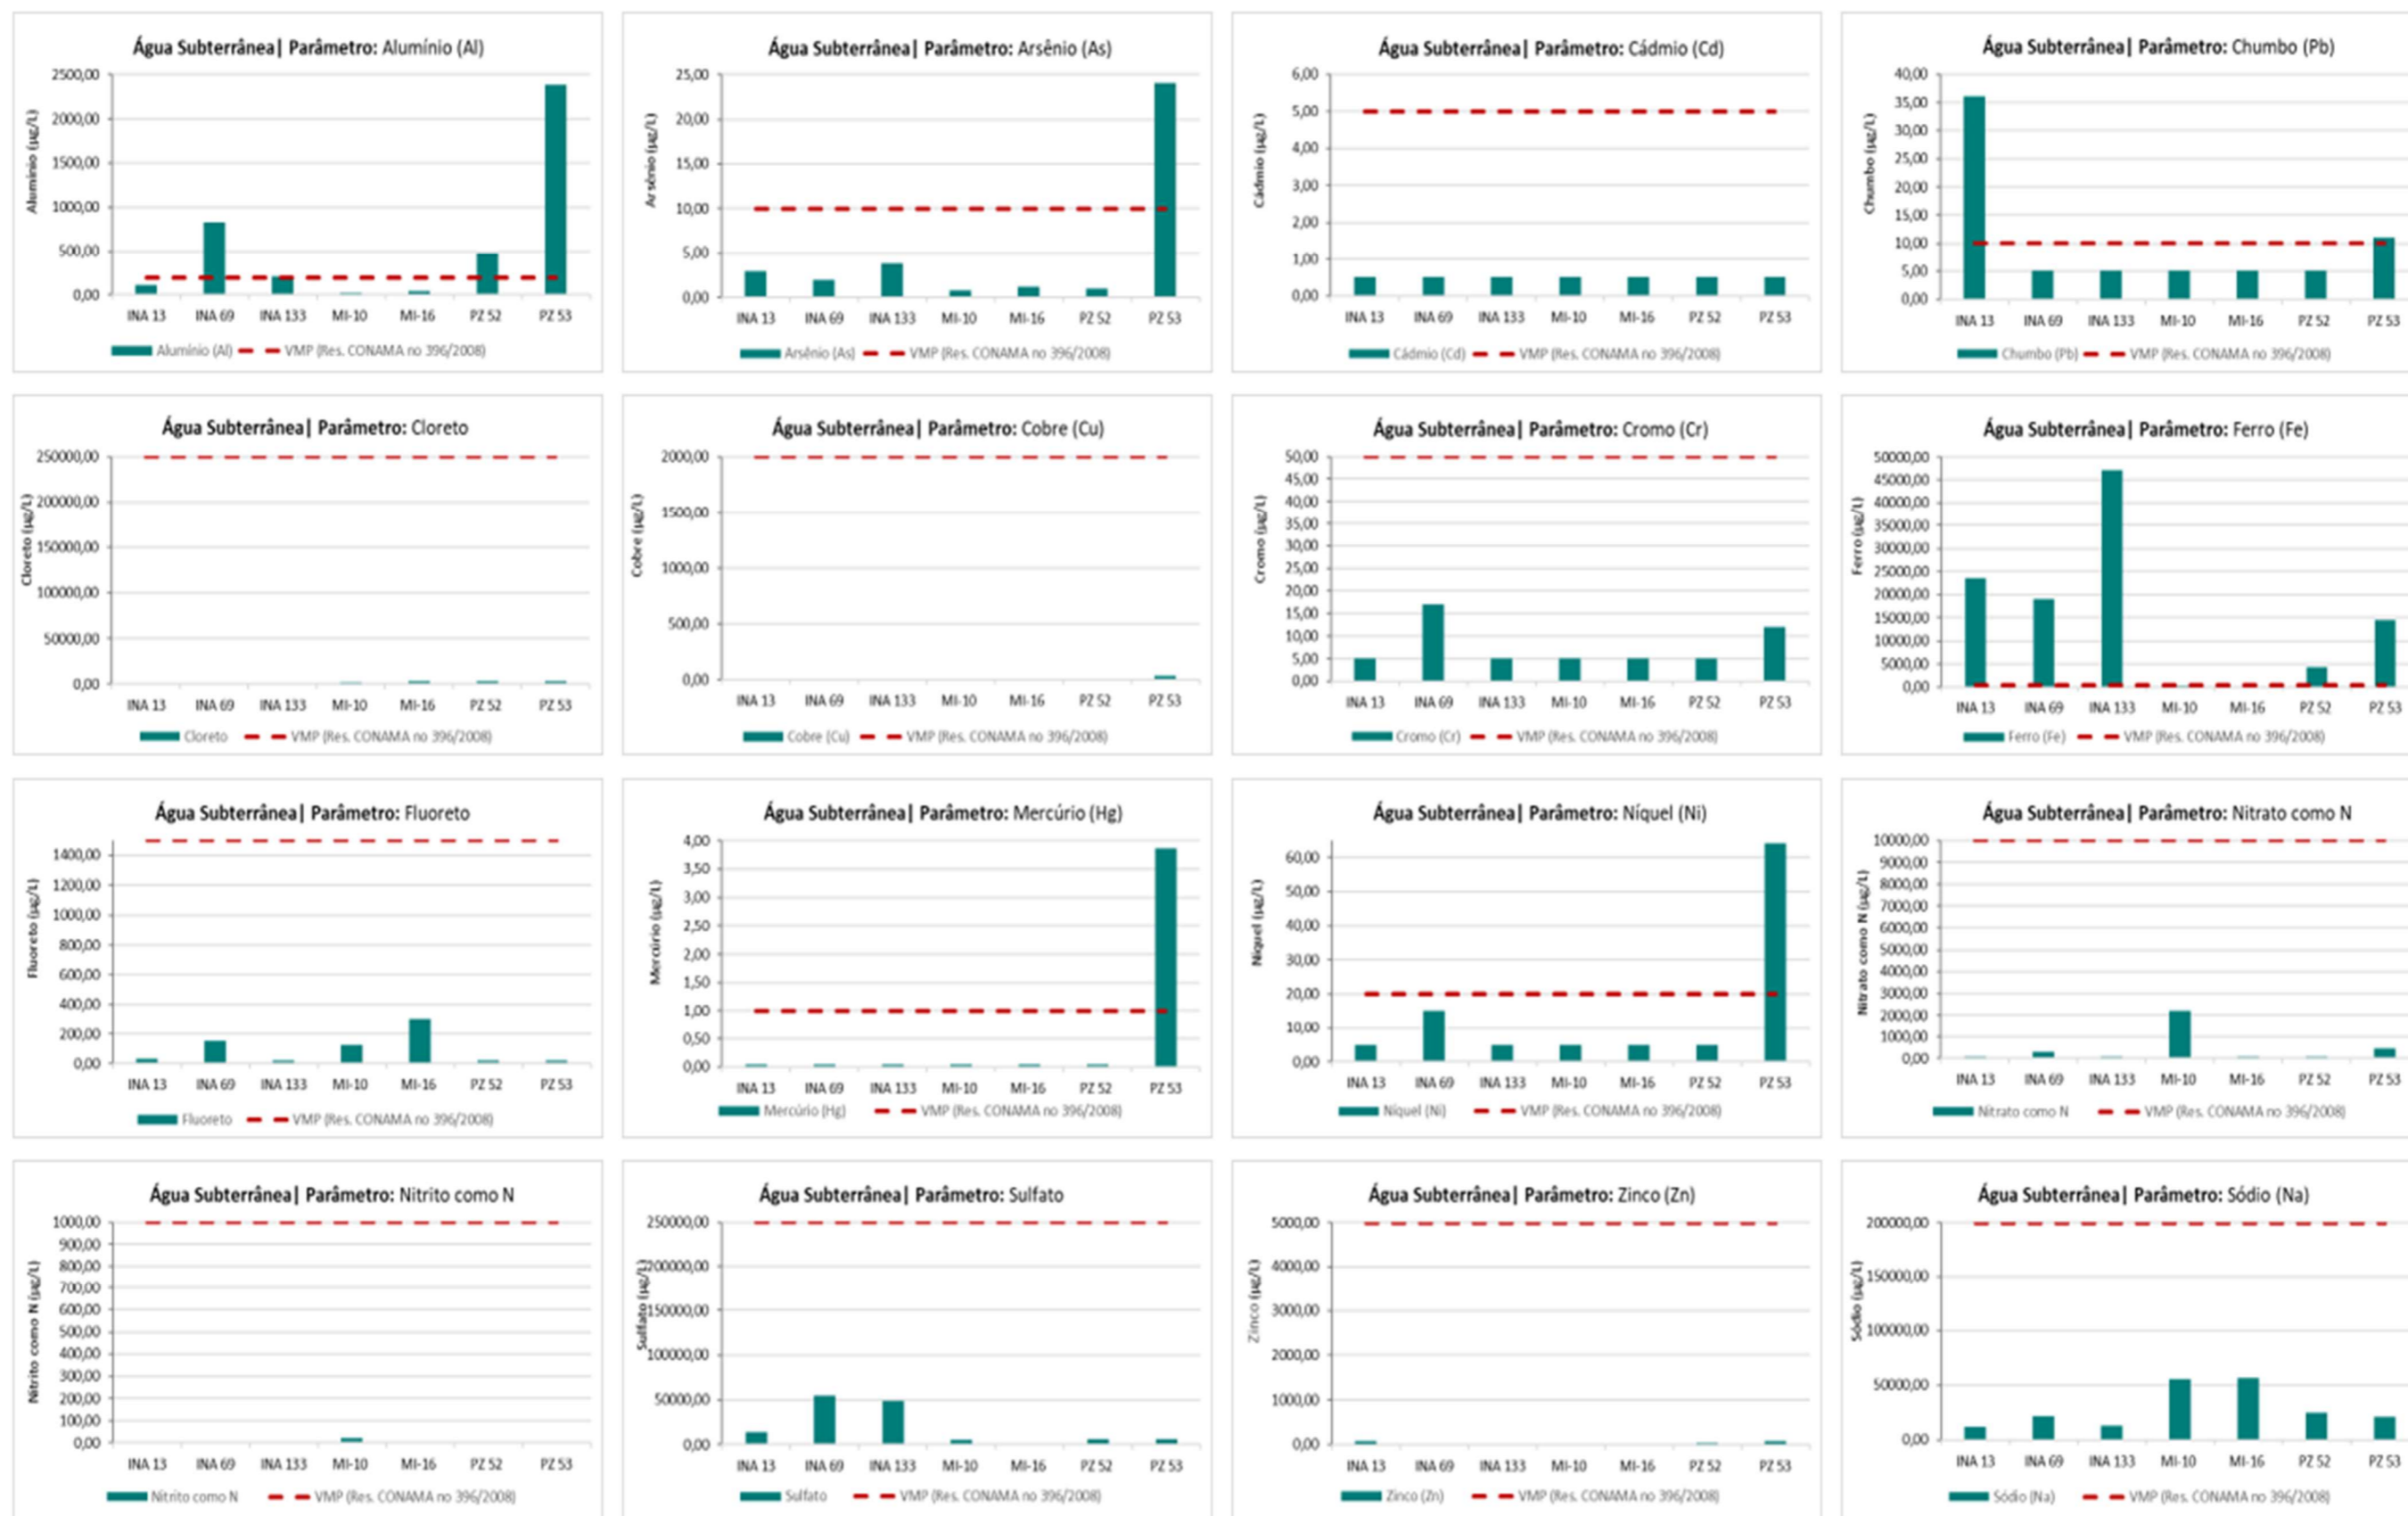 Água Subterrânea| Parâmetro: Alumínio (Al)
Alumínio (µg/L)
2500,00
2000,00
1500,00
1000,00
500,00
0,00
INA 13 INA 69 INA 133 MI-10 MI-16 PZ 52 PZ 53
Alumínio (Al) VMP (Res. CONAMA no 396/2008)
Água Subterrânea| Parâmetro: Arsênio (As)
Arsênio (µg/L)
25,00
20,00
15,00
10,00
5,00
0,00
INA 13 INA 69 INA 133 MI-10 MI-16 PZ 52 PZ 53
Arsênio (As) VMP (Res. CONAMA no 396/2008)
Água Subterrânea| Parâmetro: Cádmio (Cd)
Cádmio (µg/L)
6,00
5,00
4,00
3,00
2,00
1,00
0,00
INA 13 INA 69 INA 133 MI-10 MI-16 PZ 52 PZ 53
Cádmio (Cd) VMP (Res. CONAMA no 396/2008)
Água Subterrânea| Parâmetro: Chumbo (Pb)
Chumbo (µg/L)
40,00
35,00
30,00
25,00
20,00
15,00
10,00
5,00
0,00
INA 13 INA 69 INA 133 MI-10 MI-16 PZ 52 PZ 53
Chumbo (Pb) VMP (Res. CONAMA no 396/2008)
Água Subterrânea| Parâmetro: Cloreto
Cloreto (µg/L)
250000,00
200000,00
150000,00
100000,00
50000,00
0,00
INA 13 INA 69 INA 133 MI-10 MI-16 PZ 52 PZ 53
Cloreto VMP (Res. CONAMA no 396/2008)
Água Subterrânea| Parâmetro: Cobre (Cu)
Cobre (µg/L)
2000,00
1500,00
1000,00
500,00
0,00
INA 13 INA 69 INA 133 MI-10 MI-16 PZ 52 PZ 53
Cobre (Cu) VMP (Res. CONAMA no 396/2008)
Água Subterrânea| Parâmetro: Cromo (Cr)
Cromo (µg/L)
50,00
45,00
40,00
35,00
30,00
25,00
20,00
15,00
10,00
5,00
0,00
INA 13 INA 69 INA 133 MI-10 MI-16 PZ 52 PZ 53
Cromo (Cr) VMP (Res. CONAMA no 396/2008)
Água Subterrânea| Parâmetro: Ferro (Fe)
Ferro (µg/L)
50000,00
45000,00
40000,00
35000,00
30000,00
25000,00
20000,00
15000,00
10000,00
5000,00
0,00
INA 13 INA 69 INA 133 MI-10 MI-16 PZ 52 PZ 53
Ferro (Fe) VMP (Res. CONAMA no 396/2008)
Água Subterrânea| Parâmetro: Fluoreto
Fluoreto (µg/L)
1400,00
1200,00
1000,00
800,00
600,00
400,00
200,00
0,00
INA 13 INA 69 INA 133 MI-10 MI-16 PZ 52 PZ 53
Fluoreto VMP (Res. CONAMA no 396/2008)
Água Subterrânea| Parâmetro: Mercúrio (Hg)
Mercúrio (µg/L)
4,00
3,50
3,00
2,50
2,00
1,50
1,00
0,50
0,00
INA 13 INA 69 INA 133 MI-10 MI-16 PZ 52 PZ 53
Mercúrio (Hg) VMP (Res. CONAMA no 396/2008)
Água Subterrânea| Parâmetro: Níquel (Ni)
Níquel (µg/L)
60,00
50,00
40,00
30,00
20,00
10,00
0,00
INA 13 INA 69 INA 133 MI-10 MI-16 PZ 52 PZ 53
Níquel (Ni) VMP (Res. CONAMA no 396/2008)
Água Subterrânea| Parâmetro: Nitrato como N
Nitrato como N (µg/L)
10000,00
9000,00
8000,00
7000,00
6000,00
5000,00
4000,00
3000,00
2000,00
1000,00
0,00
INA 13 INA 69 INA 133 MI-10 MI-16 PZ 52 PZ 53
Nitrato como N VMP (Res. CONAMA no 396/2008)
Água Subterrânea| Parâmetro: Nitrito como N
Nitrito como N (µg/L)
1000,00
900,00
800,00
700,00
600,00
500,00
400,00
300,00
200,00
100,00
0,00
INA 13 INA 69 INA 133 MI-10 MI-16 PZ 52 PZ 53
Nitrito como N VMP (Res. CONAMA no 396/2008)
Água Subterrânea| Parâmetro: Sulfato
Sulfato (µg/L)
250000,00
200000,00
150000,00
100000,00
50000,00
0,00
INA 13 INA 69 INA 133 MI-10 MI-16 PZ 52 PZ 53
Sulfato VMP (Res. CONAMA no 396/2008)
Água Subterrânea| Parâmetro: Zinco (Zn)
Zinco (µg/L)
5000,00
4000,00
3000,00
2000,00
1000,00
0,00
INA 13 INA 69 INA 133 MI-10 MI-16 PZ 52 PZ 53
Zinco (Zn) VMP (Res. CONAMA no 396/2008)
Água Subterrânea| Parâmetro: Sódio (Na)
Sódio (µg/L)
200000,00
150000,00
100000,00
50000,00
0,00
INA 13 INA 69 INA 133 MI-10 MI-16 PZ 52 PZ 53
Sódio (Na) VMP (Res. CONAMA no 396/2008)